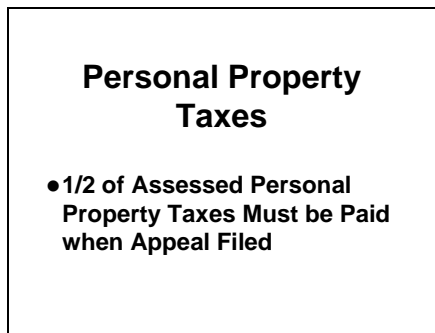 Personal Property
Taxes
●1/2 of Assessed Personal
Property Taxes Must be Paid
when Appeal Filed